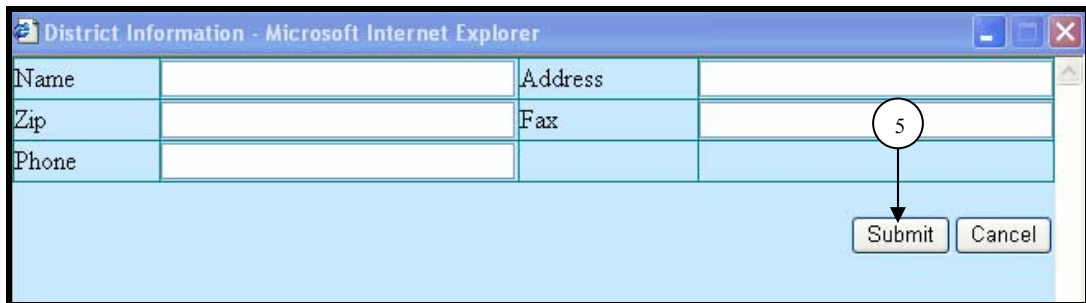 District Information - Microsoft Internet Explorer
Name Address
Zip Fax
5
Phone
Submit Cancel